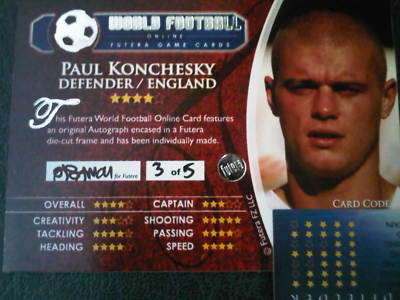 WORLD FOOTBALL
ONLINE
FUTERA GAME CARDS
PAUL KONCHESKY
DEFENDER / ENGLAND
This Futera World Football Online Card features
an original Autograph encased in a Futera
die-cut frame and has been individually made.
for Futera
3 of 5
Futera
OVERALL
CAPTAIN
CREATIVITY
SHOOTING
TACKLING
PASSING
HEADING
SPEED
© Futera FZ LLC
CARD CODE